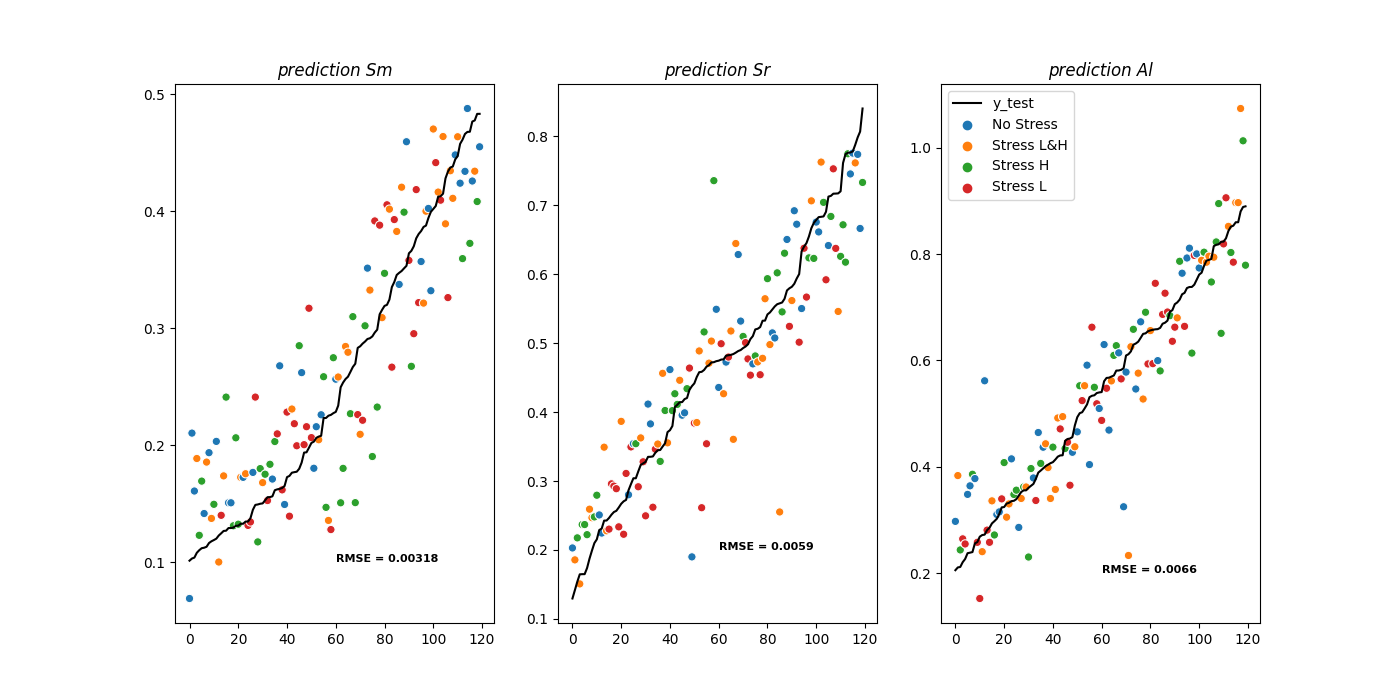 prediction Sm
0.5
0.4
0.3
0.2
0.1
RMSE = 0.00318
0 20 40 60 80 100 120
prediction Sr
0.8
0.7
0.6
0.5
0.4
0.3
0.2
0.1
RMSE = 0.0059
0 20 40 60 80 100 120
prediction Al
y_test
No Stress
Stress L&H
Stress H
Stress L
1.0
0.8
0.6
0.4
0.2
RMSE = 0.0066
0 20 40 60 80 100 120